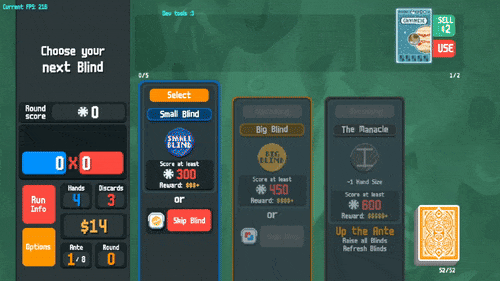 Current FPS: 216
Dev tools :3
Choose your
next Blind
Round
score
0
0 X 0
Run
Info
Hands
4
Discards
3
$14
Options
Ante
1/8
Round
0
0/5
Select
Small Blind
SMALL
BLIND
Score at least
300
Reward: $$$+
or
Skip Blind
Big Blind
BIG
BLIND
Score at least
450
Reward: $$$$+
or
The Manacle
-1 Hand Size
Score at least
600
Reward: $$$$$+
Up the Ante
Raise all Blinds
Refresh Blinds
GANYMEDE
SELL
$2
USE
1/2
52/52